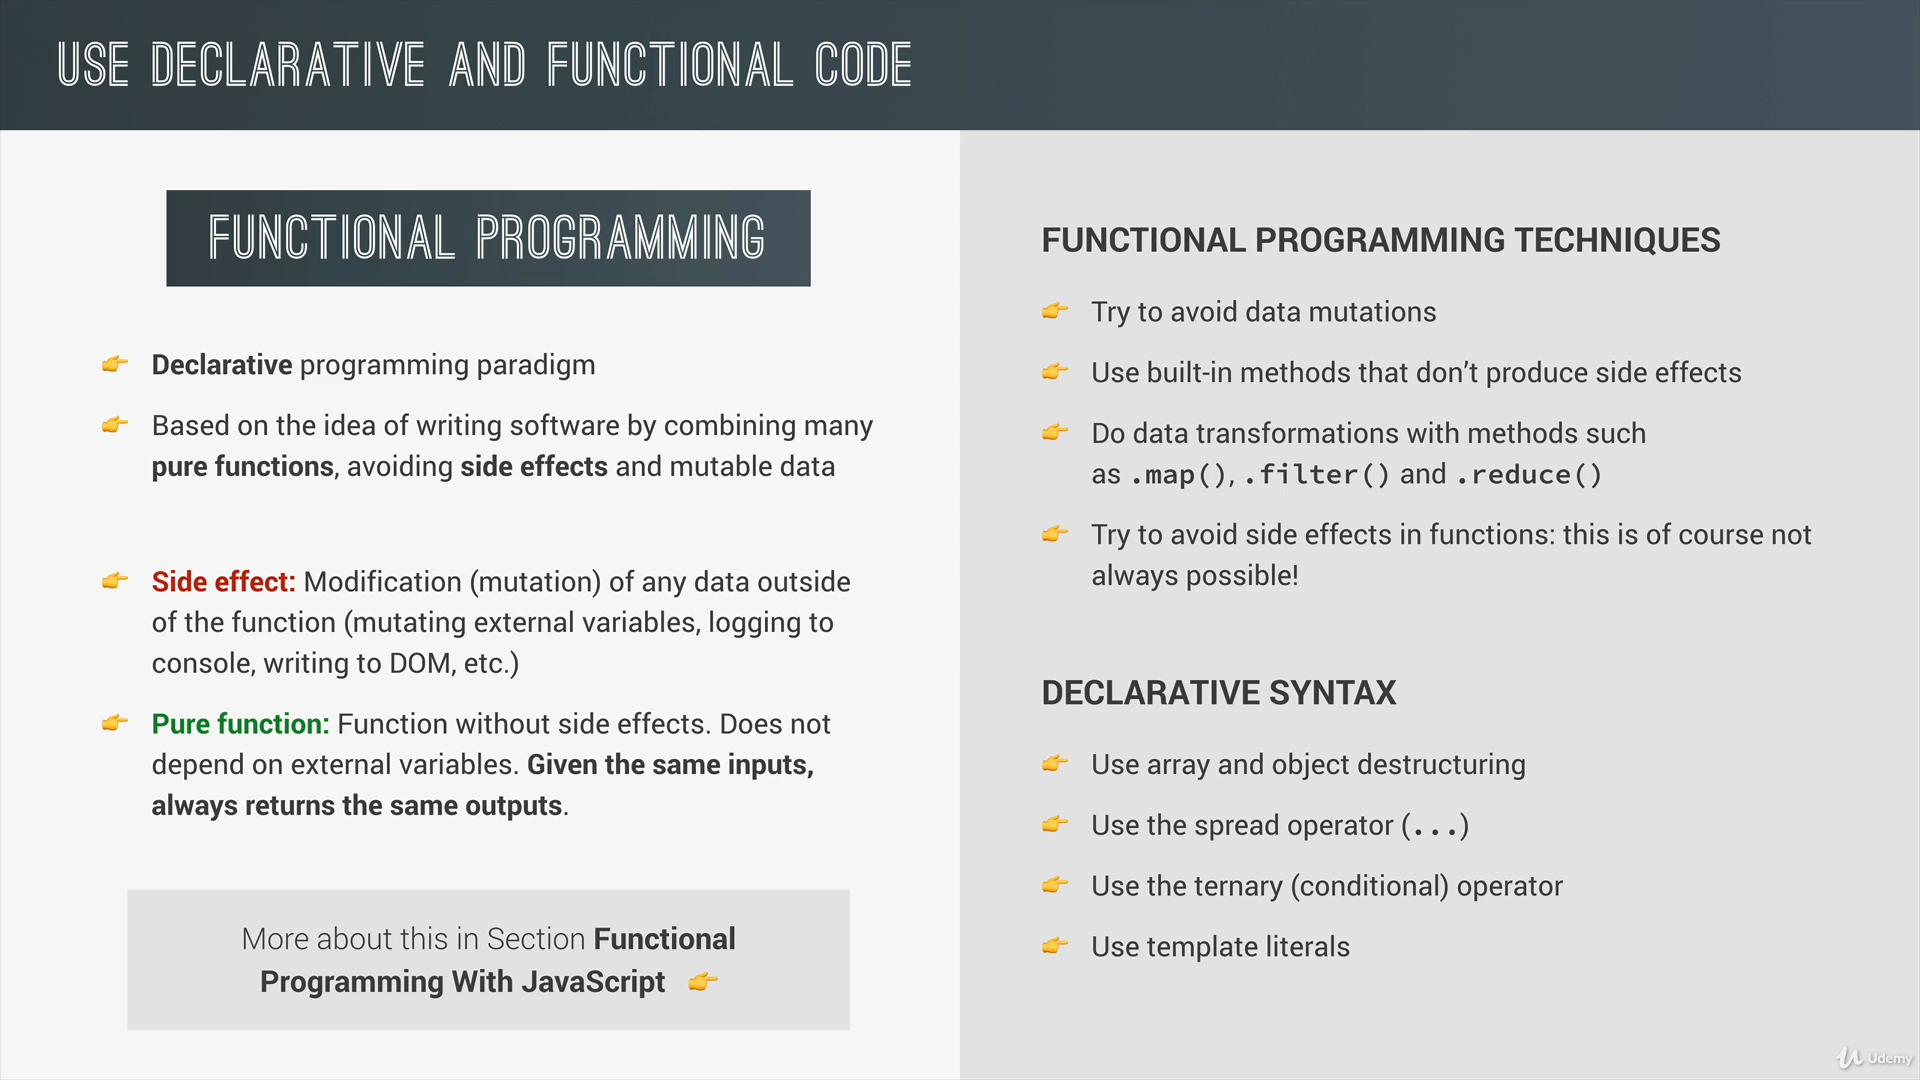 USE DECLARATIVE AND FUNCTIONAL CODE
FUNCTIONAL PROGRAMMING
Declarative programming paradigm
Based on the idea of writing software by combining many
pure functions, avoiding side effects and mutable data
Side effect: Modification (mutation) of any data outside
of the function (mutating external variables, logging to
console, writing to DOM, etc.)
Pure function: Function without side effects. Does not
depend on external variables. Given the same inputs,
always returns the same outputs.
More about this in Section Functional
Programming With JavaScript
FUNCTIONAL PROGRAMMING TECHNIQUES
Try to avoid data mutations
Use built-in methods that don’t produce side effects
Do data transformations with methods such
as .map(), .filter() and .reduce()
Try to avoid side effects in functions: this is of course not
always possible!
DECLARATIVE SYNTAX
Use array and object destructuring
Use the spread operator (...)
Use the ternary (conditional) operator
Use template literals
Udemy